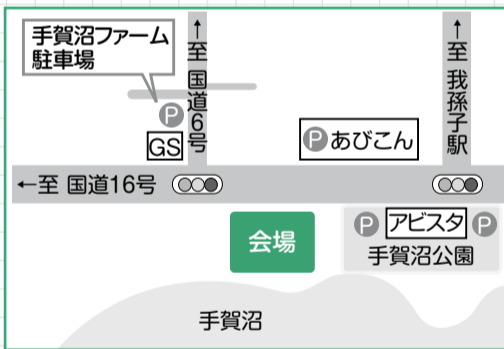 手賀沼ファーム
駐車場
↑至 国道6号
↑至 我孫子駅
P
GS
P あびこん
←至 国道16号
会場
P アビスタ P
手賀沼公園
手賀沼